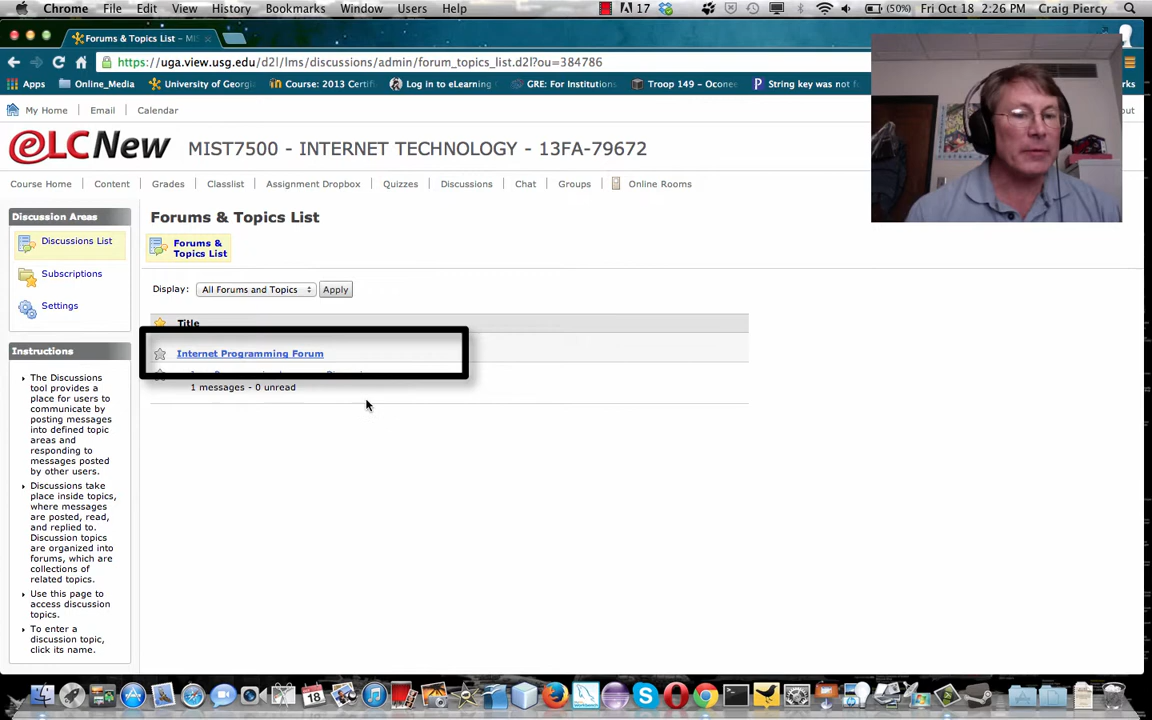 Chrome File Edit View History Bookmarks Window Users Help 17 (50%) Fri Oct 18 2:26 PM Craig Piercy
Forums & Topics List – MI
https://uga.view.usg.edu/d2l/lms/discussions/admin/forum_topics_list.d2l?ou=384786
Apps Online_Media University of Georgi Course: 2013 Certifi Log in to eLearning GRE: For Institutions Troop 149 – Oconee String key was not f
My Home Email Calendar
eLCNew MIST7500 - INTERNET TECHNOLOGY - 13FA-79672
Course Home Content Grades Classlist Assignment Dropbox Quizzes Discussions Chat Groups Online Rooms
Discussion Areas
Discussions List
Subscriptions
Settings
Instructions
The Discussions
tool provides a
place for users to
communicate by
posting messages
into defined topic
areas and
responding to
messages posted
by other users.
Discussions take
place inside topics,
where messages
are posted, read,
and replied to.
Discussion topics
are organized into
forums, which are
collections of
related topics.
Use this page to
access discussion
topics.
To enter a
discussion topic,
click its name.
Forums & Topics List
Forums &
Topics List
Display: All Forums and Topics Apply
Title
Internet Programming Forum
1 messages - 0 unread
18